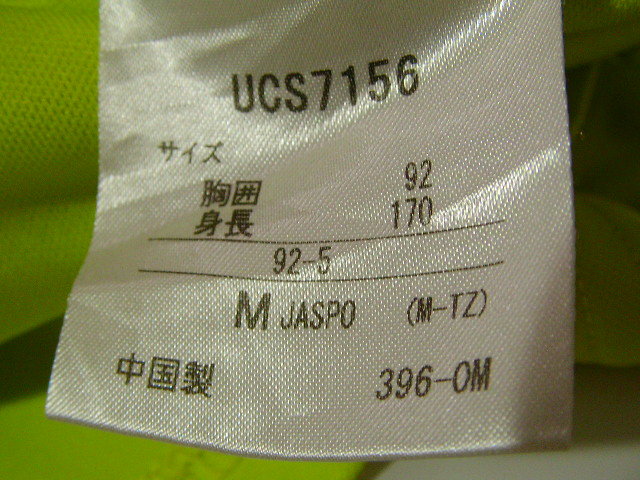 UCS7156
サイズ
胸囲 92
身長 170
92-5
M JASPO (M-TZ)
中国製 396-OM